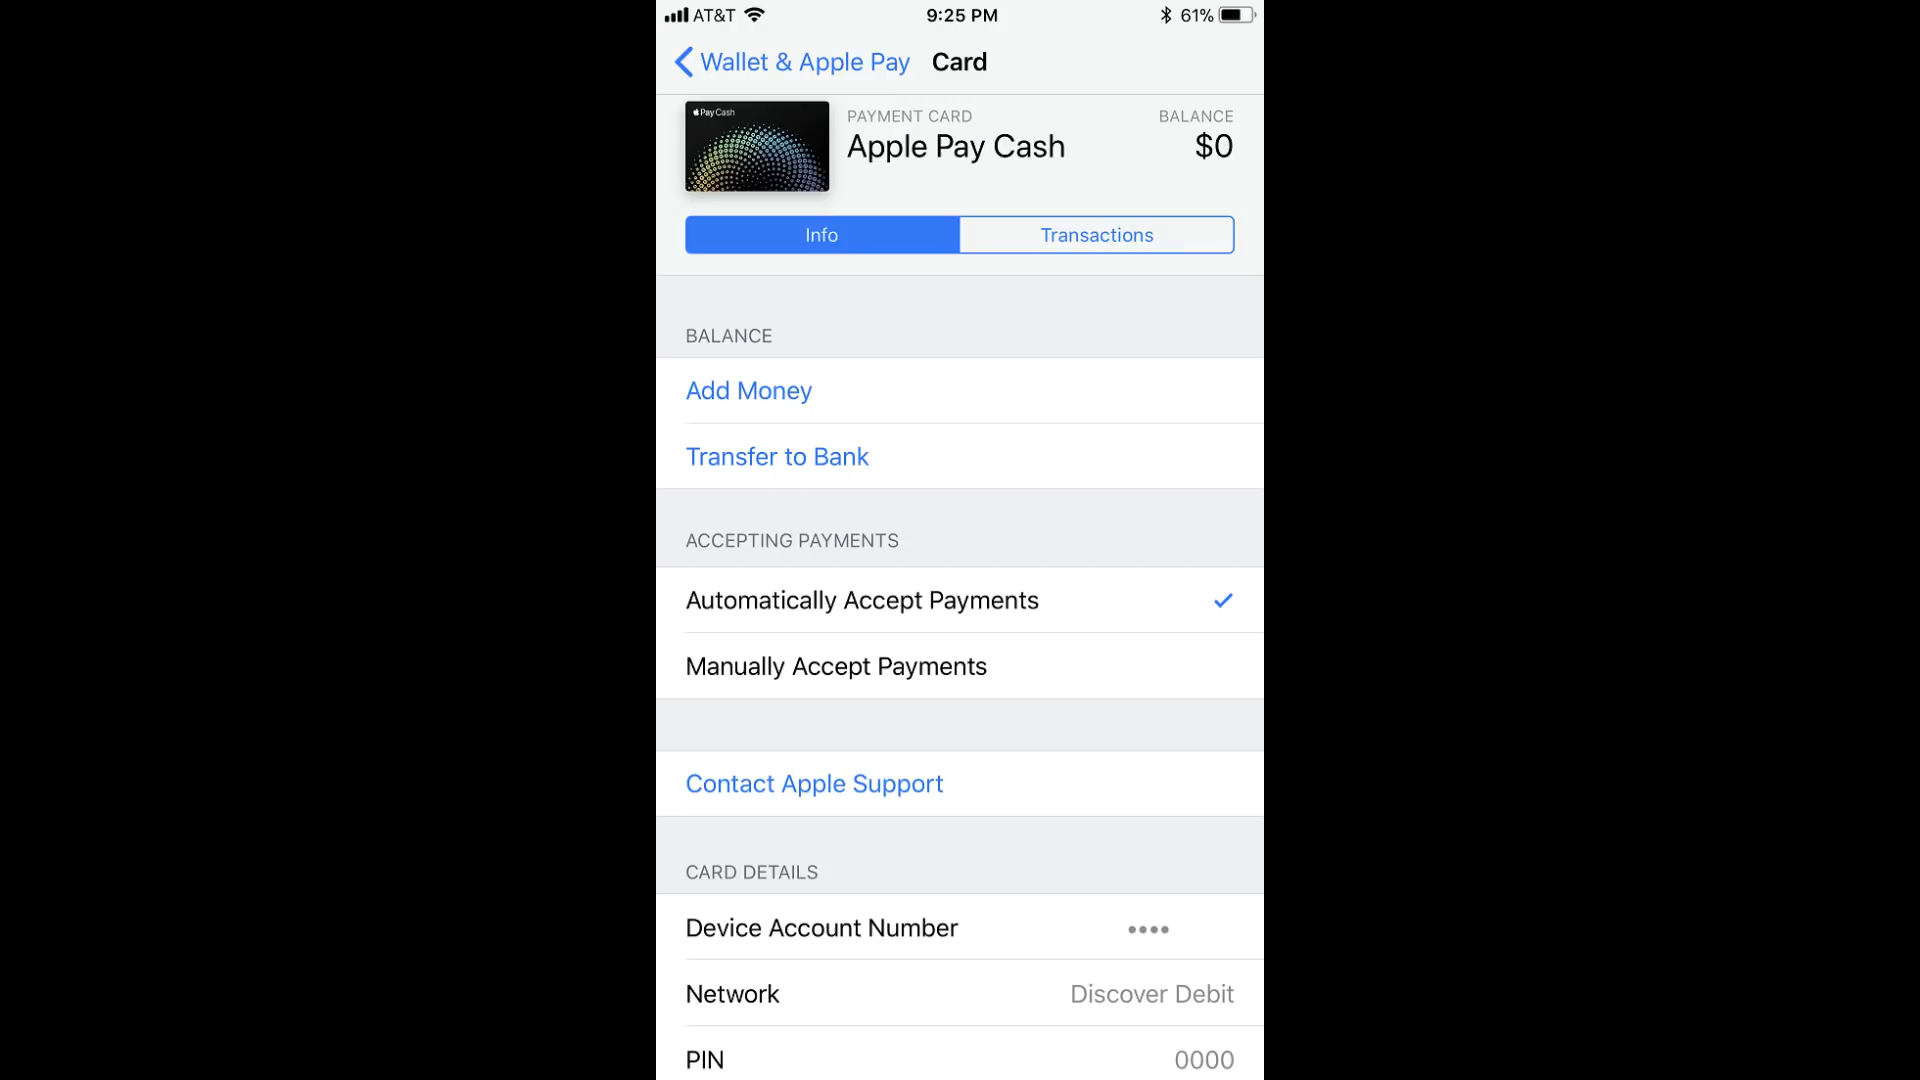 AT&T 9:25 PM 61%
Wallet & Apple Pay Card
Pay Cash
PAYMENT CARD BALANCE
Apple Pay Cash $0
Info Transactions
BALANCE
Add Money
Transfer to Bank
ACCEPTING PAYMENTS
Automatically Accept Payments
Manually Accept Payments
Contact Apple Support
CARD DETAILS
Device Account Number ••••
Network Discover Debit
PIN 0000